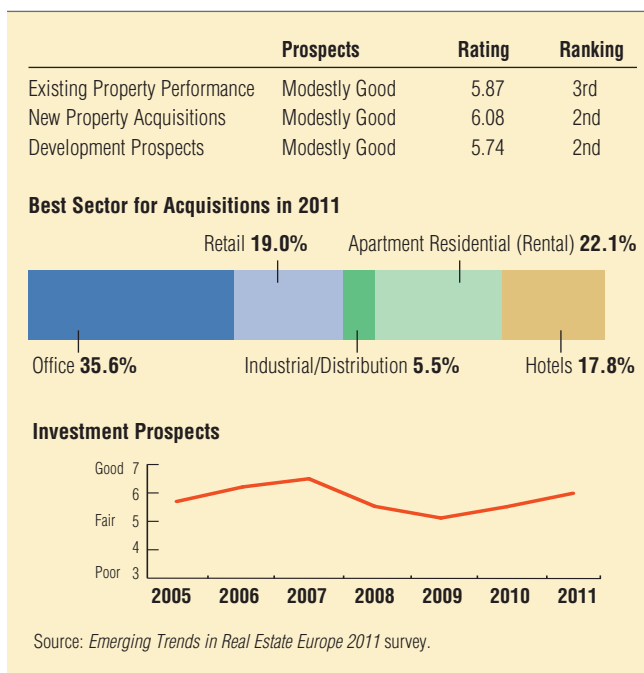 Prospects Rating Ranking
Existing Property Performance Modestly Good 5.87 3rd
New Property Acquisitions Modestly Good 6.08 2nd
Development Prospects Modestly Good 5.74 2nd
Best Sector for Acquisitions in 2011
Retail 19.0% Apartment Residential (Rental) 22.1%
Office 35.6% Industrial/Distribution 5.5% Hotels 17.8%
Investment Prospects
Good 7
6
Fair 5
4
Poor 3
2005 2006 2007 2008 2009 2010 2011
Source: Emerging Trends in Real Estate Europe 2011 survey.